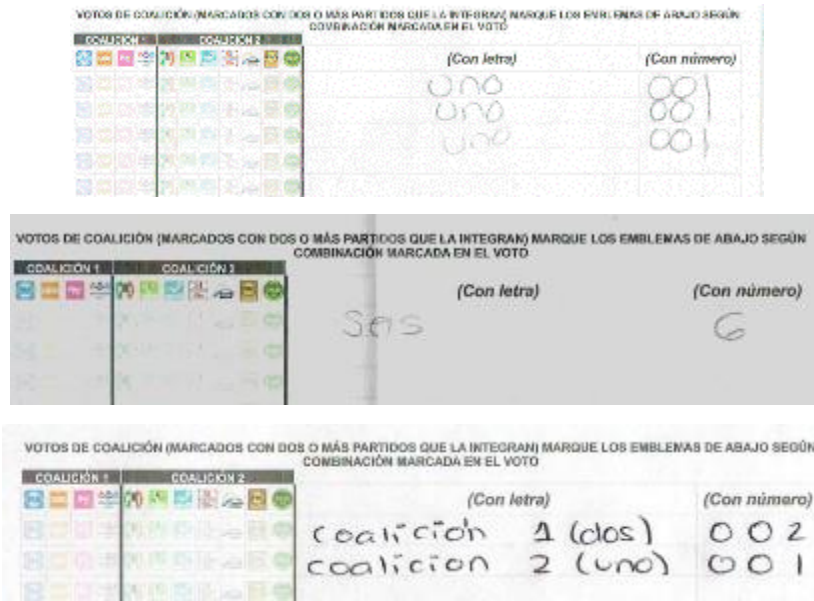 VOTOS DE COALICIÓN (MARCADOS CON DOS O MÁS PARTIDOS QUE LA INTEGRAN) MARQUE LOS EMBLEMAS DE ABAJO SEGÚN
COMBINACIÓN MARCADA EN EL VOTO
COALICIÓN 1 COALICIÓN 2
(Con letra) (Con número)
uno 001
uno 001
uno 001
VOTOS DE COALICIÓN (MARCADOS CON DOS O MÁS PARTIDOS QUE LA INTEGRAN) MARQUE LOS EMBLEMAS DE ABAJO SEGÚN
COMBINACIÓN MARCADA EN EL VOTO
COALICIÓN 1 COALICIÓN 2
(Con letra) (Con número)
Seis 6
VOTOS DE COALICIÓN (MARCADOS CON DOS O MÁS PARTIDOS QUE LA INTEGRAN) MARQUE LOS EMBLEMAS DE ABAJO SEGÚN
COMBINACIÓN MARCADA EN EL VOTO
COALICIÓN 1 COALICIÓN 2
(Con letra) (Con número)
coalición 1 (dos) 002
coalicion 2 (uno) 001